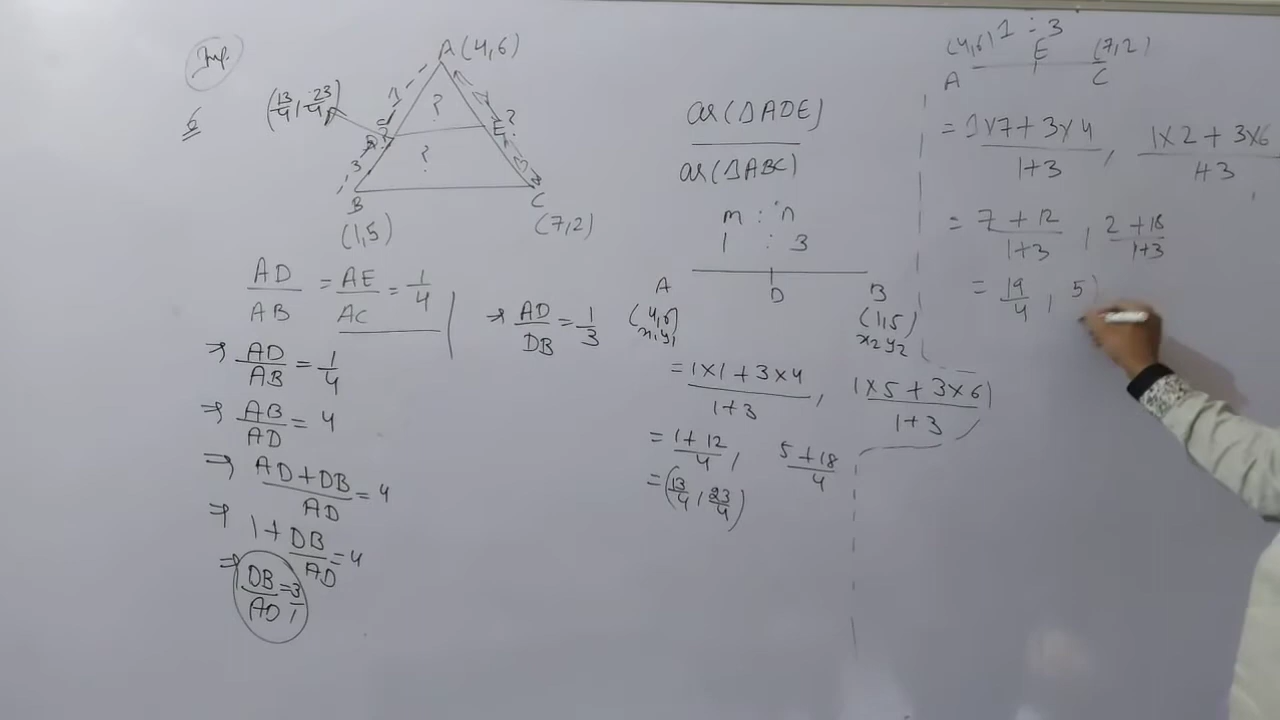 Imp.
6
A(4,6)
(13/4, 23/4)
1
?
E?
D?
3
?
3
B
C
(1,5)
(7,2)
AD/AB = AE/AC = 1/4
⇒ AD/AB = 1/4
⇒ AB/AD = 4
⇒ AD+DB/AD = 4
⇒ 1+DB/AD = 4
⇒ DB/AD = 3/1
⇒ AD/DB = 1/3
ar(△ADE)/ar(△ABC)
m : n
1 : 3
A D B
(4,6) (1,5)
x1y1 x2y2
= 1×1+3×4/1+3 , 1×5+3×6/1+3
= 1+12/4 , 5+18/4
= (13/4, 23/4)
1 : 3
(4,6) E (7,2)
A C
= 1×7+3×4/1+3 , 1×2+3×6/1+3
= 7+12/1+3 , 2+18/1+3
= 19/4 , 5)